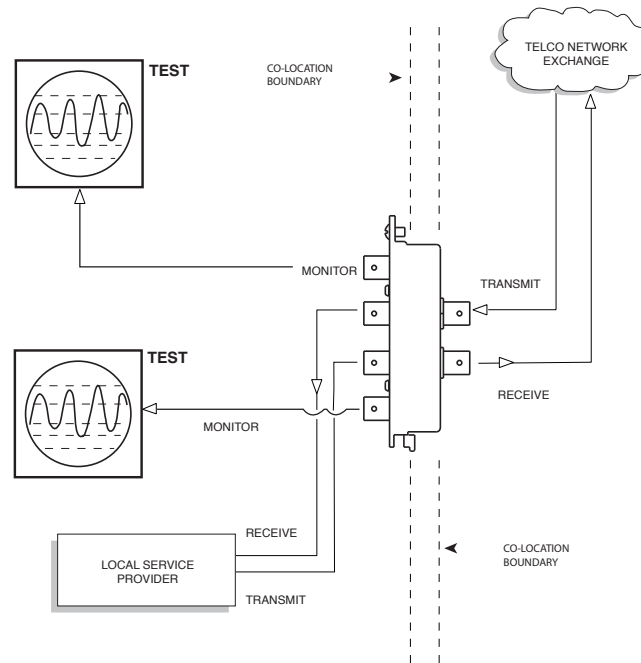 TELCO NETWORK
EXCHANGE
TEST
CO-LOCATION
BOUNDARY
MONITOR
TRANSMIT
TEST
RECEIVE
MONITOR
RECEIVE
LOCAL SERVICE
PROVIDER
TRANSMIT
CO-LOCATION
BOUNDARY